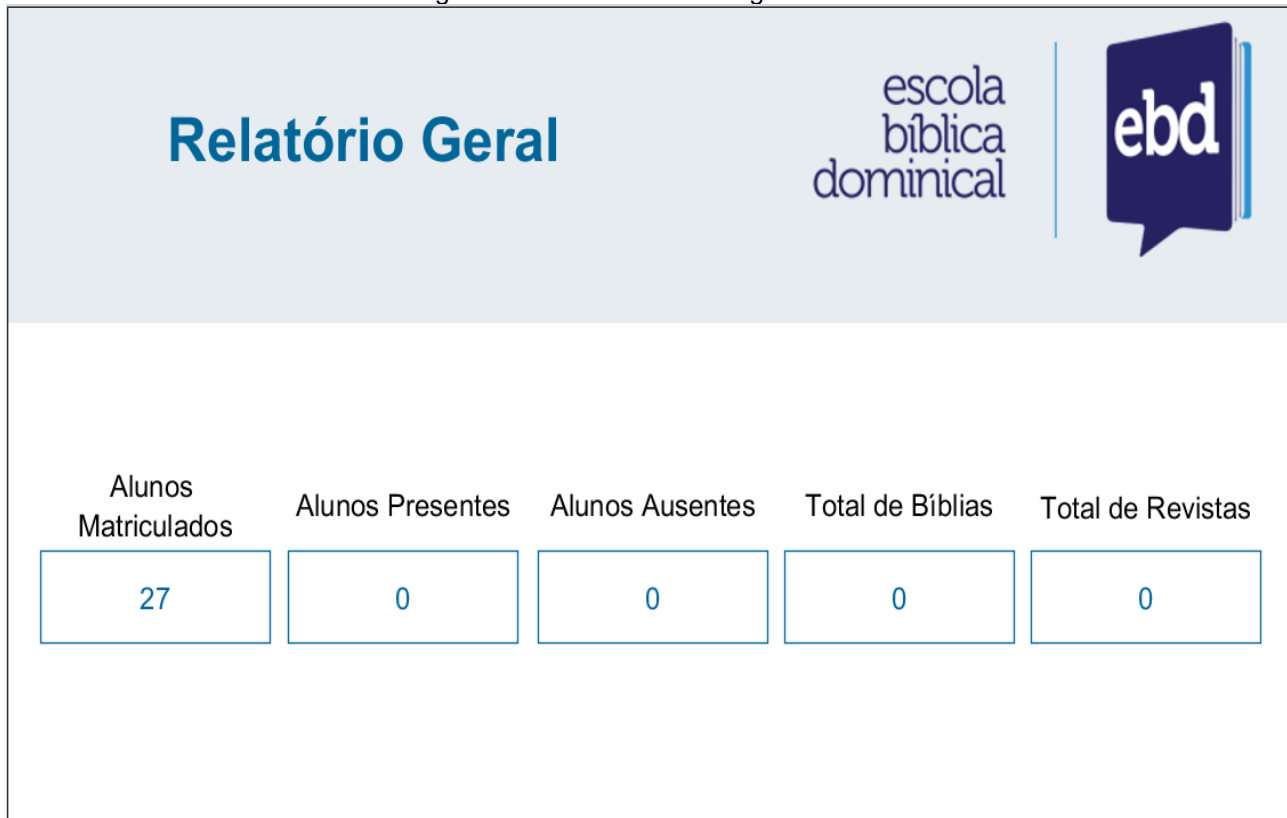 Relatório Geral
escola
bíblica
dominical
ebd
Alunos
Matriculados
Alunos Presentes
Alunos Ausentes
Total de Bíblias
Total de Revistas
27
0
0
0
0